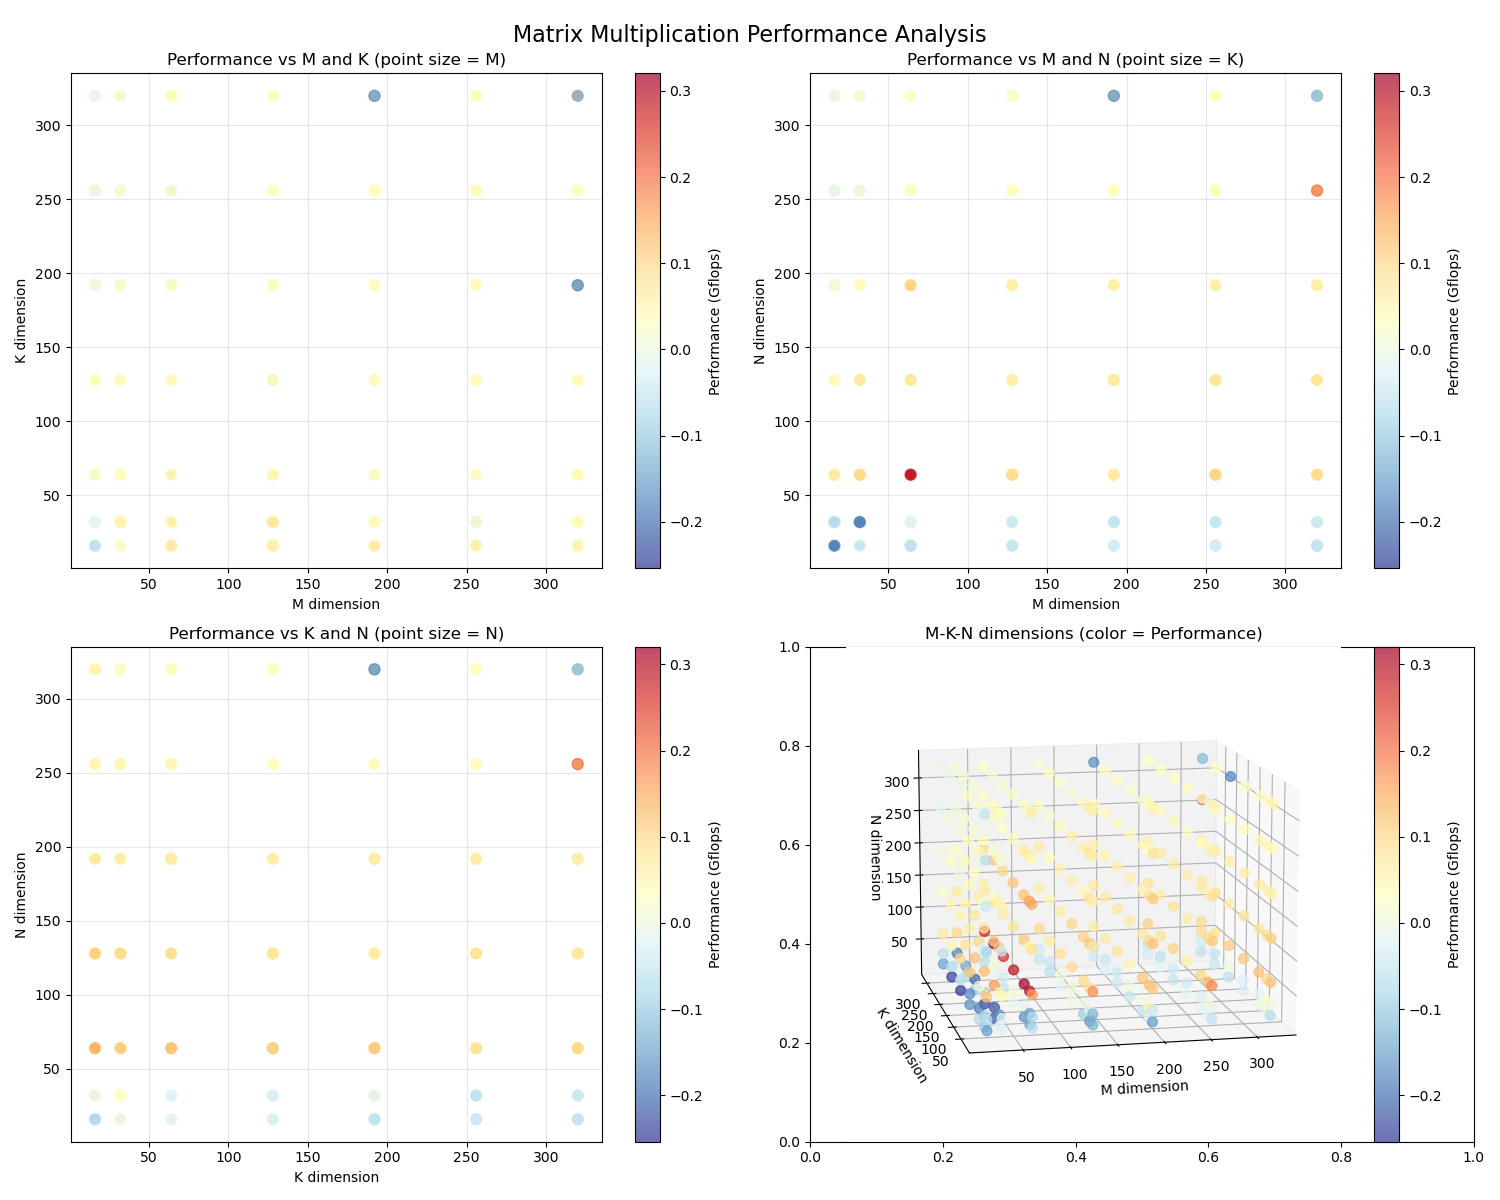 Matrix Multiplication Performance Analysis
Performance vs M and K (point size = M)
300
250
200
150
100
50
K dimension
50 100 150 200 250 300
M dimension
0.3
0.2
0.1
0.0
−0.1
−0.2
Performance (Gflops)
Performance vs M and N (point size = K)
300
250
200
150
100
50
N dimension
50 100 150 200 250 300
M dimension
0.3
0.2
0.1
0.0
−0.1
−0.2
Performance (Gflops)
Performance vs K and N (point size = N)
300
250
200
150
100
50
N dimension
50 100 150 200 250 300
K dimension
0.3
0.2
0.1
0.0
−0.1
−0.2
Performance (Gflops)
M-K-N dimensions (color = Performance)
1.0
0.8
0.6
0.4
0.2
0.0
0.0 0.2 0.4 0.6 0.8 1.0
300
250
200
150
100
50
N dimension
300
250
200
150
100
50
K dimension
50 100 150 200 250 300
M dimension
0.3
0.2
0.1
0.0
−0.1
−0.2
Performance (Gflops)